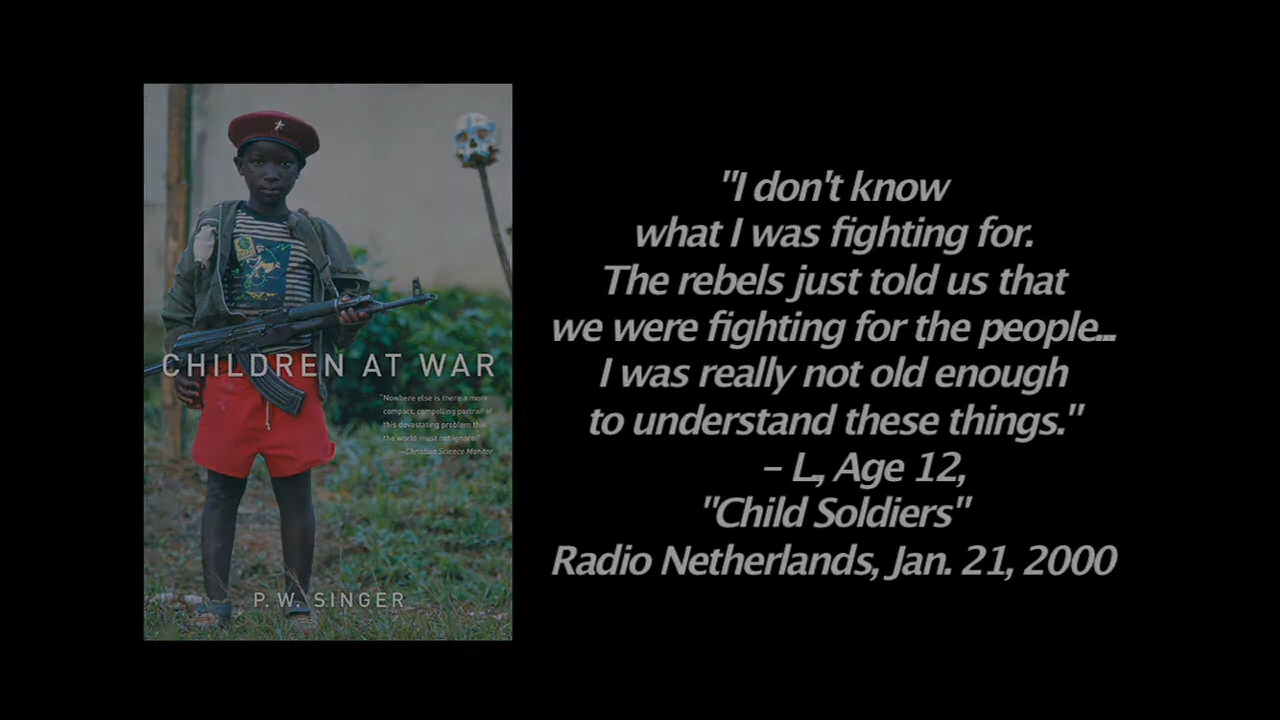 CHILDREN AT WAR
"Nowhere else is there a more
compact, compelling portrait of
this devastating problem that
the world must not ignore."
—Christian Science Monitor
P. W. SINGER
"I don't know
what I was fighting for.
The rebels just told us that
we were fighting for the people...
I was really not old enough
to understand these things."
– L., Age 12,
"Child Soldiers"
Radio Netherlands, Jan. 21, 2000